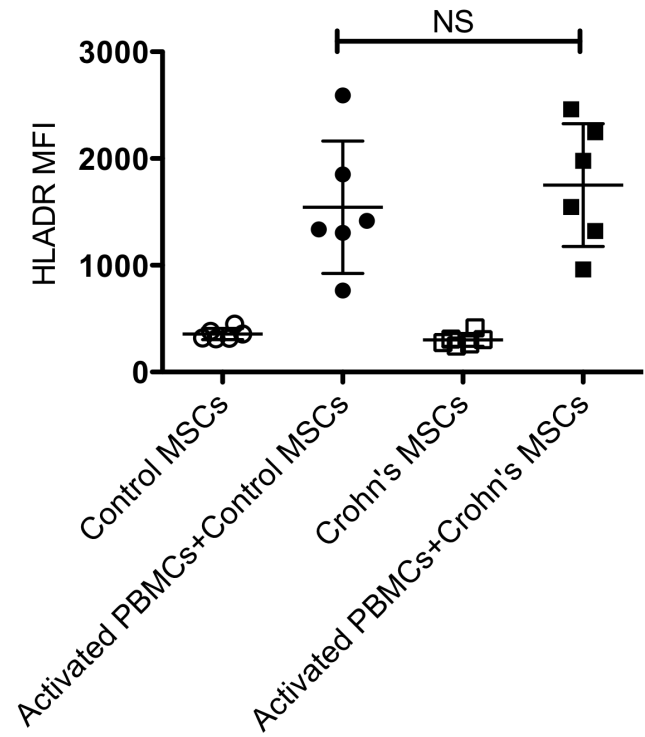 NS
3000
2000
1000
0
HLADR MFI
Control MSCs
Activated PBMCs+Control MSCs
Crohn's MSCs
Activated PBMCs+Crohn's MSCs